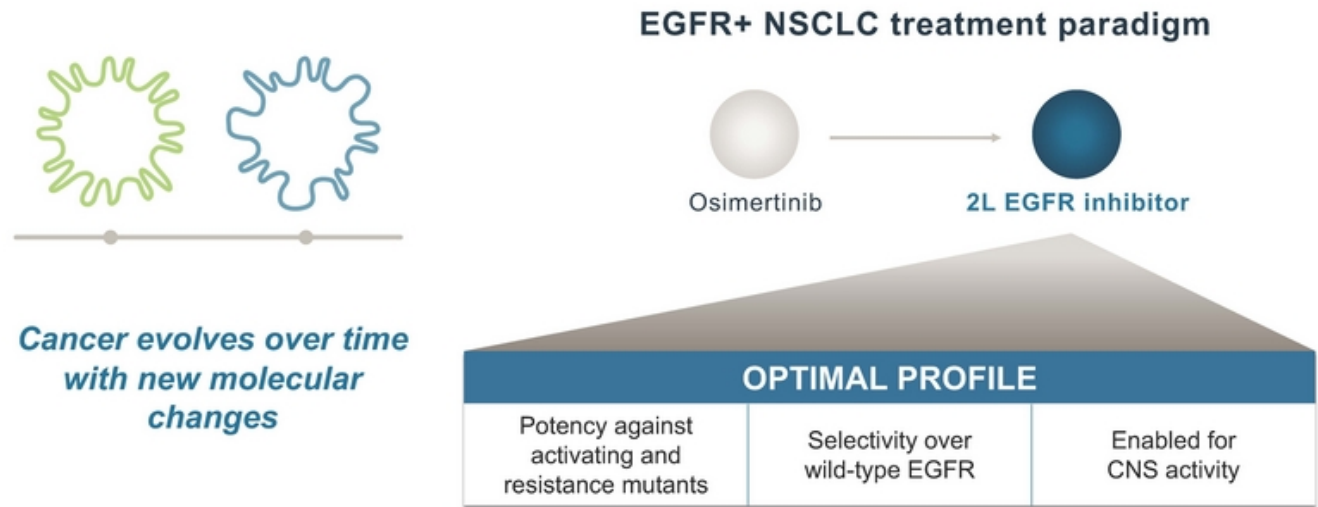 EGFR+ NSCLC treatment paradigm
Osimertinib
2L EGFR inhibitor
Cancer evolves over time
with new molecular
changes
OPTIMAL PROFILE
Potency against
activating and
resistance mutants
Selectivity over
wild-type EGFR
Enabled for
CNS activity